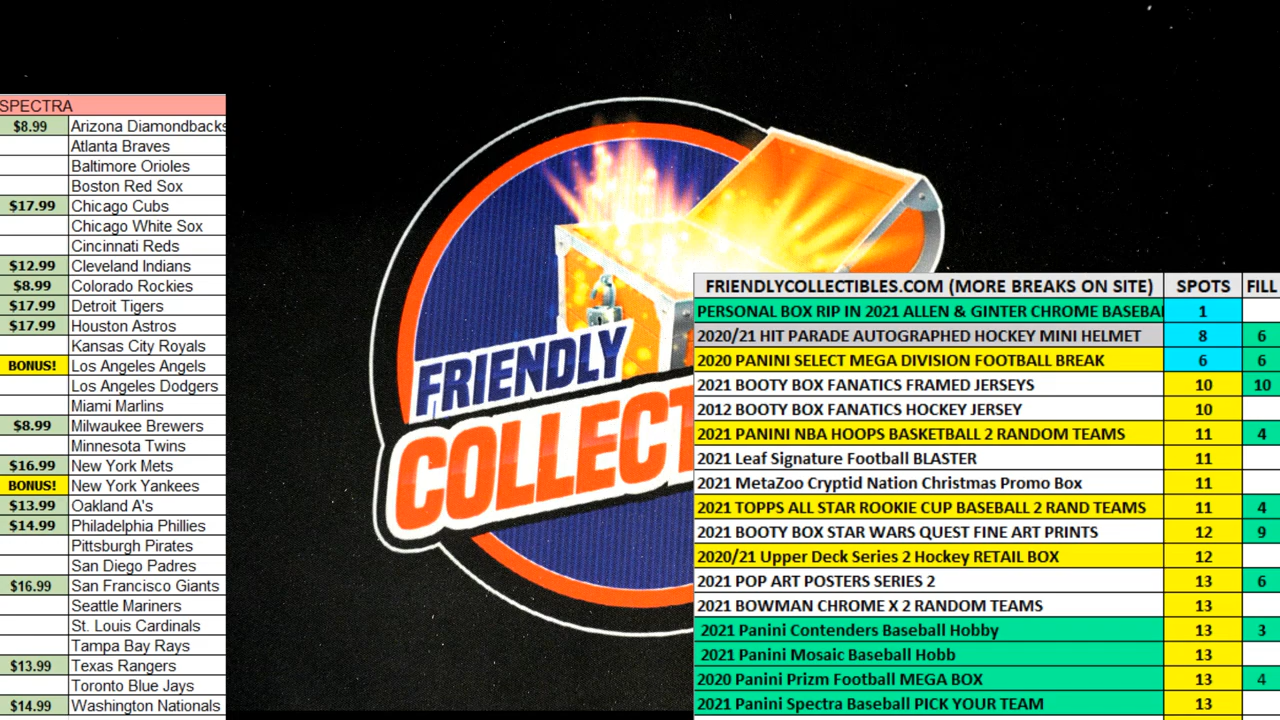 SPECTRA
$8.99 Arizona Diamondbacks
Atlanta Braves
Baltimore Orioles
Boston Red Sox
$17.99 Chicago Cubs
Chicago White Sox
Cincinnati Reds
$12.99 Cleveland Indians
$8.99 Colorado Rockies
$17.99 Detroit Tigers
$17.99 Houston Astros
Kansas City Royals
BONUS! Los Angeles Angels
Los Angeles Dodgers
Miami Marlins
$8.99 Milwaukee Brewers
Minnesota Twins
$16.99 New York Mets
BONUS! New York Yankees
$13.99 Oakland A's
$14.99 Philadelphia Phillies
Pittsburgh Pirates
San Diego Padres
$16.99 San Francisco Giants
Seattle Mariners
St. Louis Cardinals
Tampa Bay Rays
$13.99 Texas Rangers
Toronto Blue Jays
$14.99 Washington Nationals
FRIENDLY
COLLECT
FRIENDLYCOLLECTIBLES.COM (MORE BREAKS ON SITE) SPOTS FILL
PERSONAL BOX RIP IN 2021 ALLEN & GINTER CHROME BASEBA 1
2020/21 HIT PARADE AUTOGRAPHED HOCKEY MINI HELMET 8 6
2020 PANINI SELECT MEGA DIVISION FOOTBALL BREAK 6 6
2021 BOOTY BOX FANATICS FRAMED JERSEYS 10 10
2012 BOOTY BOX FANATICS HOCKEY JERSEY 10
2021 PANINI NBA HOOPS BASKETBALL 2 RANDOM TEAMS 11 4
2021 Leaf Signature Football BLASTER 11
2021 MetaZoo Cryptid Nation Christmas Promo Box 11
2021 TOPPS ALL STAR ROOKIE CUP BASEBALL 2 RAND TEAMS 11 4
2021 BOOTY BOX STAR WARS QUEST FINE ART PRINTS 12 9
2020/21 Upper Deck Series 2 Hockey RETAIL BOX 12
2021 POP ART POSTERS SERIES 2 13 6
2021 BOWMAN CHROME X 2 RANDOM TEAMS 13
2021 Panini Contenders Baseball Hobby 13 3
2021 Panini Mosaic Baseball Hobb 13
2020 Panini Prizm Football MEGA BOX 13 4
2021 Panini Spectra Baseball PICK YOUR TEAM 13